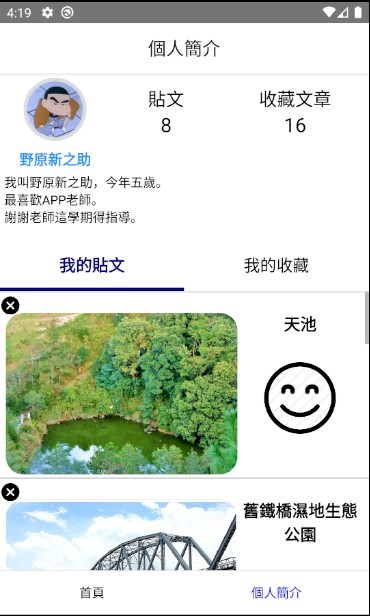 4:19
個人簡介
貼文
8
收藏文章
16
野原新之助
我叫野原新之助，今年五歲。
最喜歡APP老師。
謝謝老師這學期得指導。
我的貼文
我的收藏
天池
舊鐵橋濕地生態
公園
首頁
個人簡介